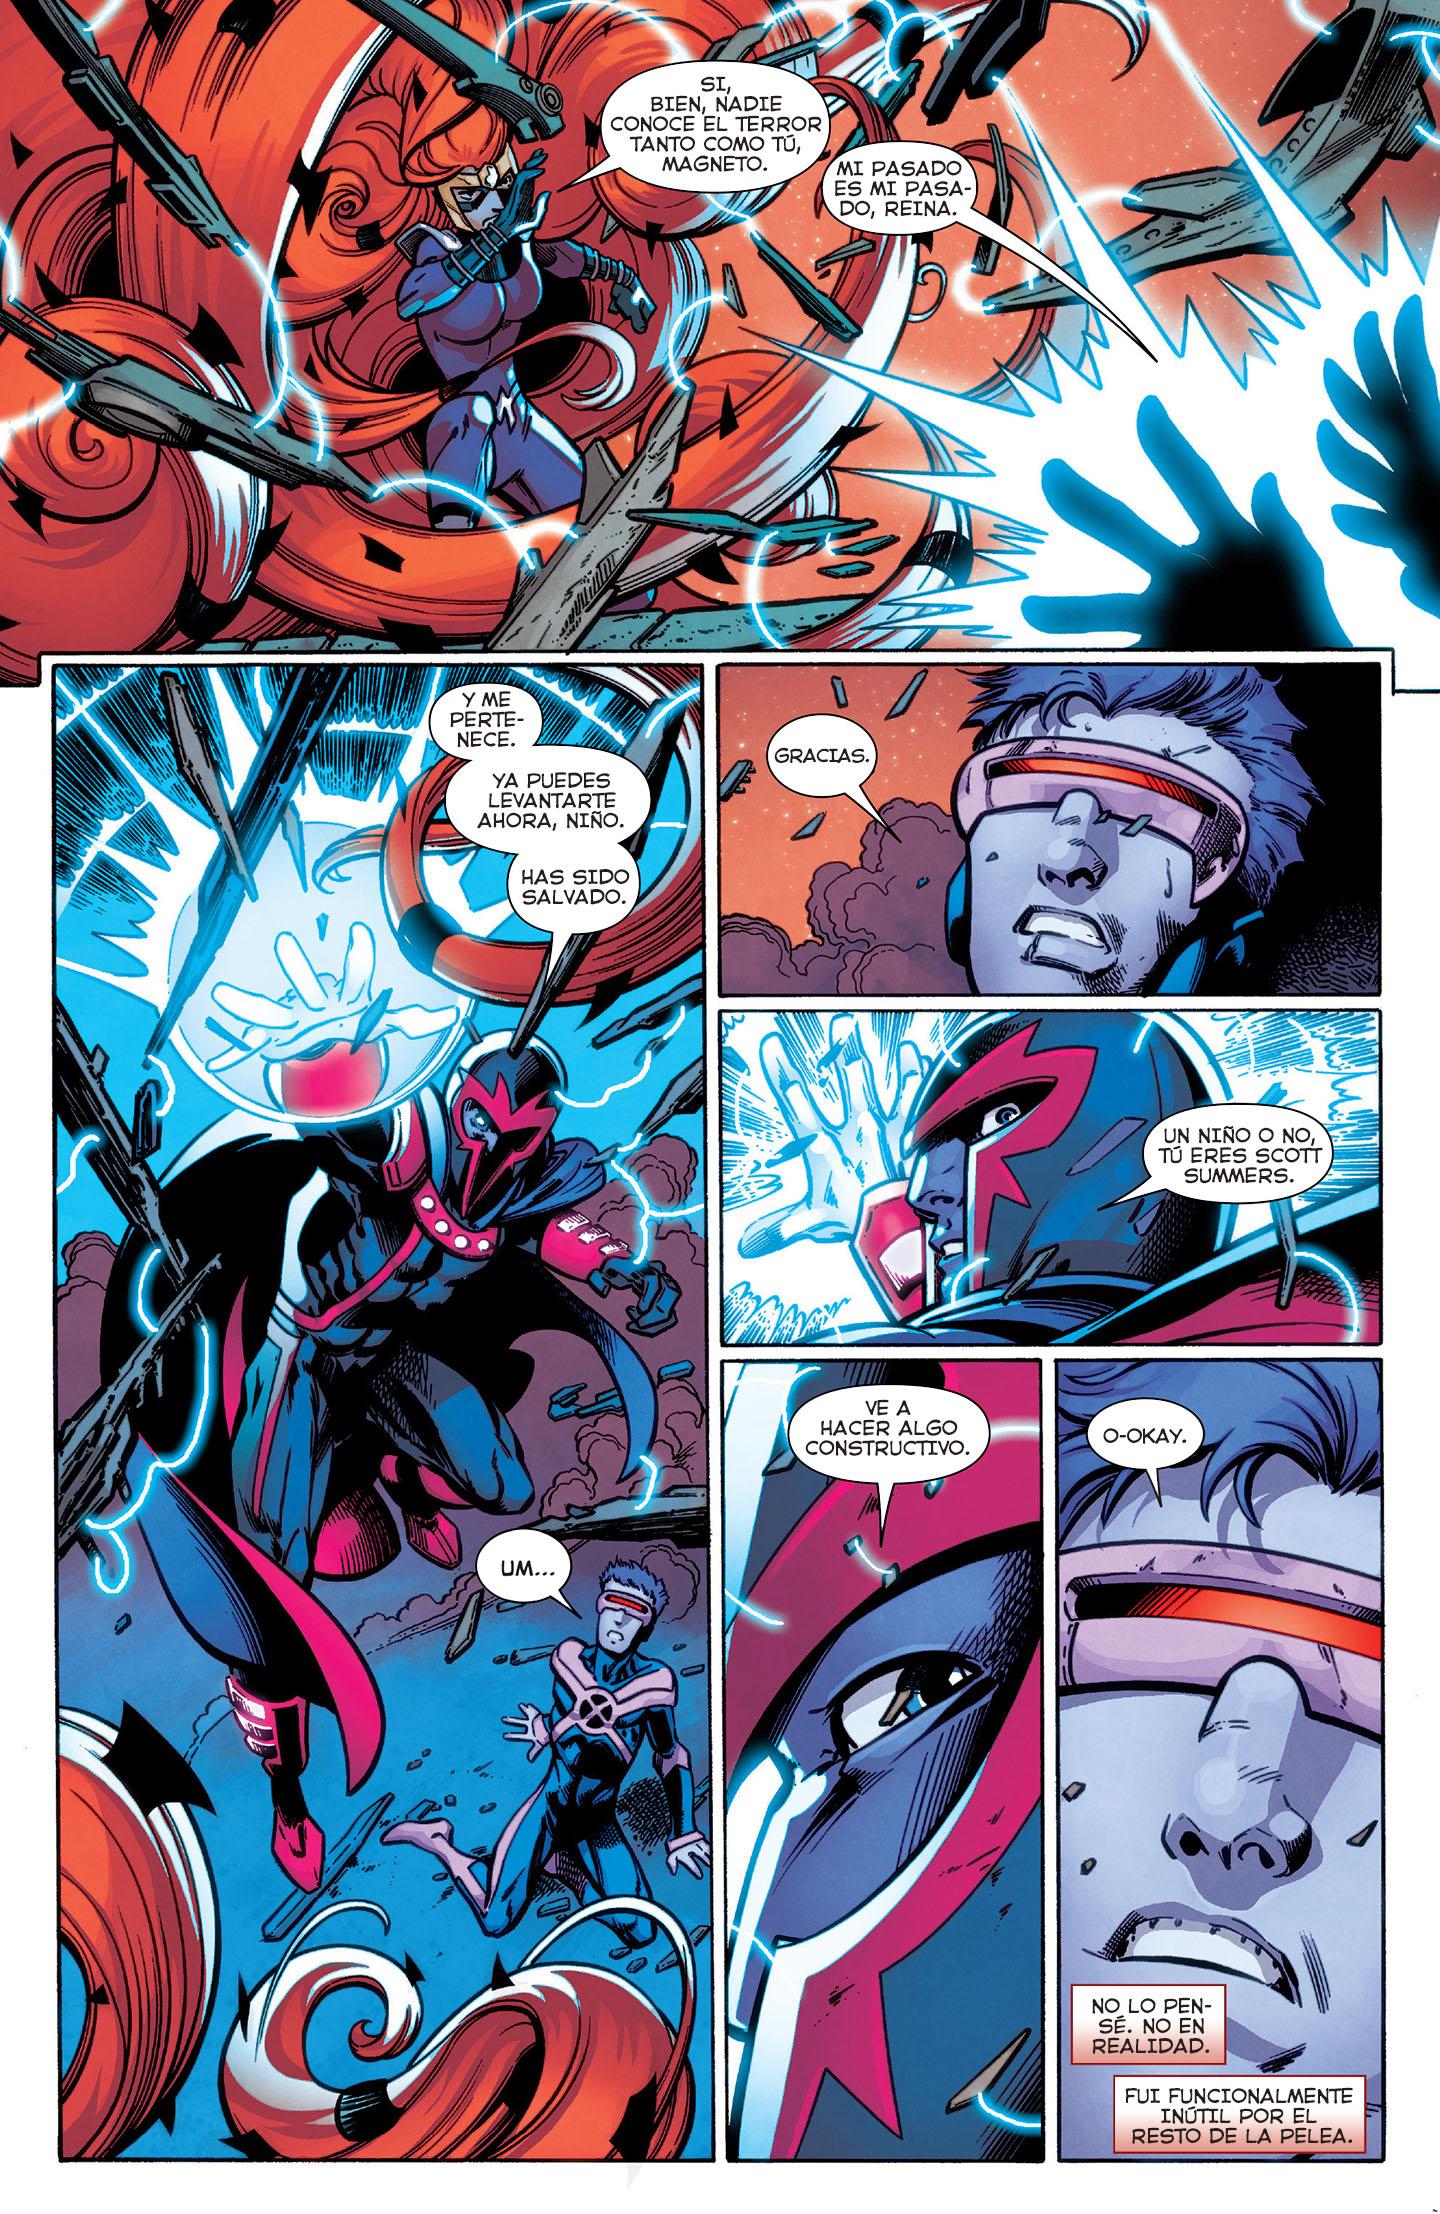 SI,
BIEN, NADIE
CONOCE EL TERROR
TANTO COMO TÚ,
MAGNETO.
MI PASADO
ES MI PASA-
DO, REINA.
Y ME
PERTE-
NECE.
YA PUEDES
LEVANTARTE
AHORA, NIÑO.
HAS SIDO
SALVADO.
UM...
GRACIAS.
UN NIÑO O NO,
TÚ ERES SCOTT
SUMMERS.
VE A
HACER ALGO
CONSTRUCTIVO.
O-OKAY.
NO LO PEN-
SÉ. NO EN
REALIDAD.
FUI FUNCIONALMENTE
INÚTIL POR EL
RESTO DE LA PELEA.